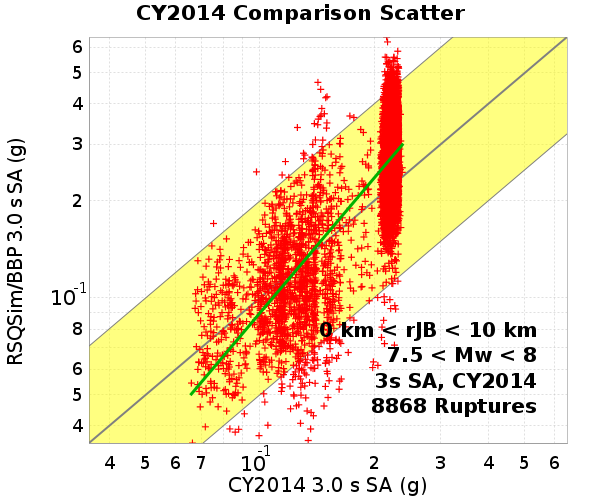 CY2014 Comparison Scatter
RSQSim/BBP 3.0 s SA (g)
6
5
4
3
2
10-1
8
6
5
4
0 km < rJB < 10 km
7.5 < Mw < 8
3s SA, CY2014
8868 Ruptures
4 5 6 7 10-1 2 3 4 5 6
CY2014 3.0 s SA (g)